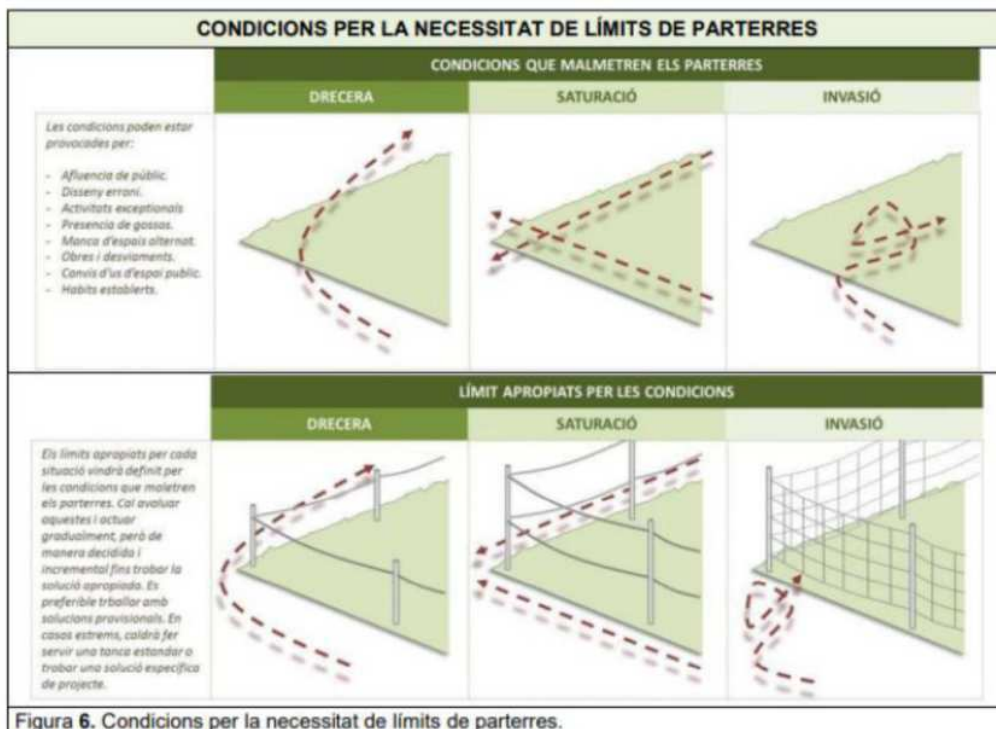 CONDICIONS PER LA NECESSITAT DE LÍMITS DE PARTERRES
CONDICIONS QUE MALMETREN ELS PARTERRES
DRECERA
SATURACIÓ
INVASIÓ
Les condicions poden estar
provocades per:
- Afluencia de públic.
- Disseny erroni.
- Activitats exceptionals
- Presencia de gossos.
- Manca d'espais alternat.
- Obres i desviaments.
- Canvis d'us d'espai public.
- Habits establerts.
LÍMIT APROPIATS PER LES CONDICIONS
DRECERA
SATURACIÓ
INVASIÓ
Els límits apropiats per cada
situació vindrà definit per
les condicions que maletren
els parterres. Cal avaluar
aquestes i actuar
gradualment, però de
manera decidida i
incremental fins trobar la
solució apropiada. Es
preferible trballar amb
solucions provisionals. En
casos estrems, caldrà fer
servir una tanca estandar o
trobar una solució específica
de projecte.
Figura 6. Condicions per la necessitat de límits de parterres.